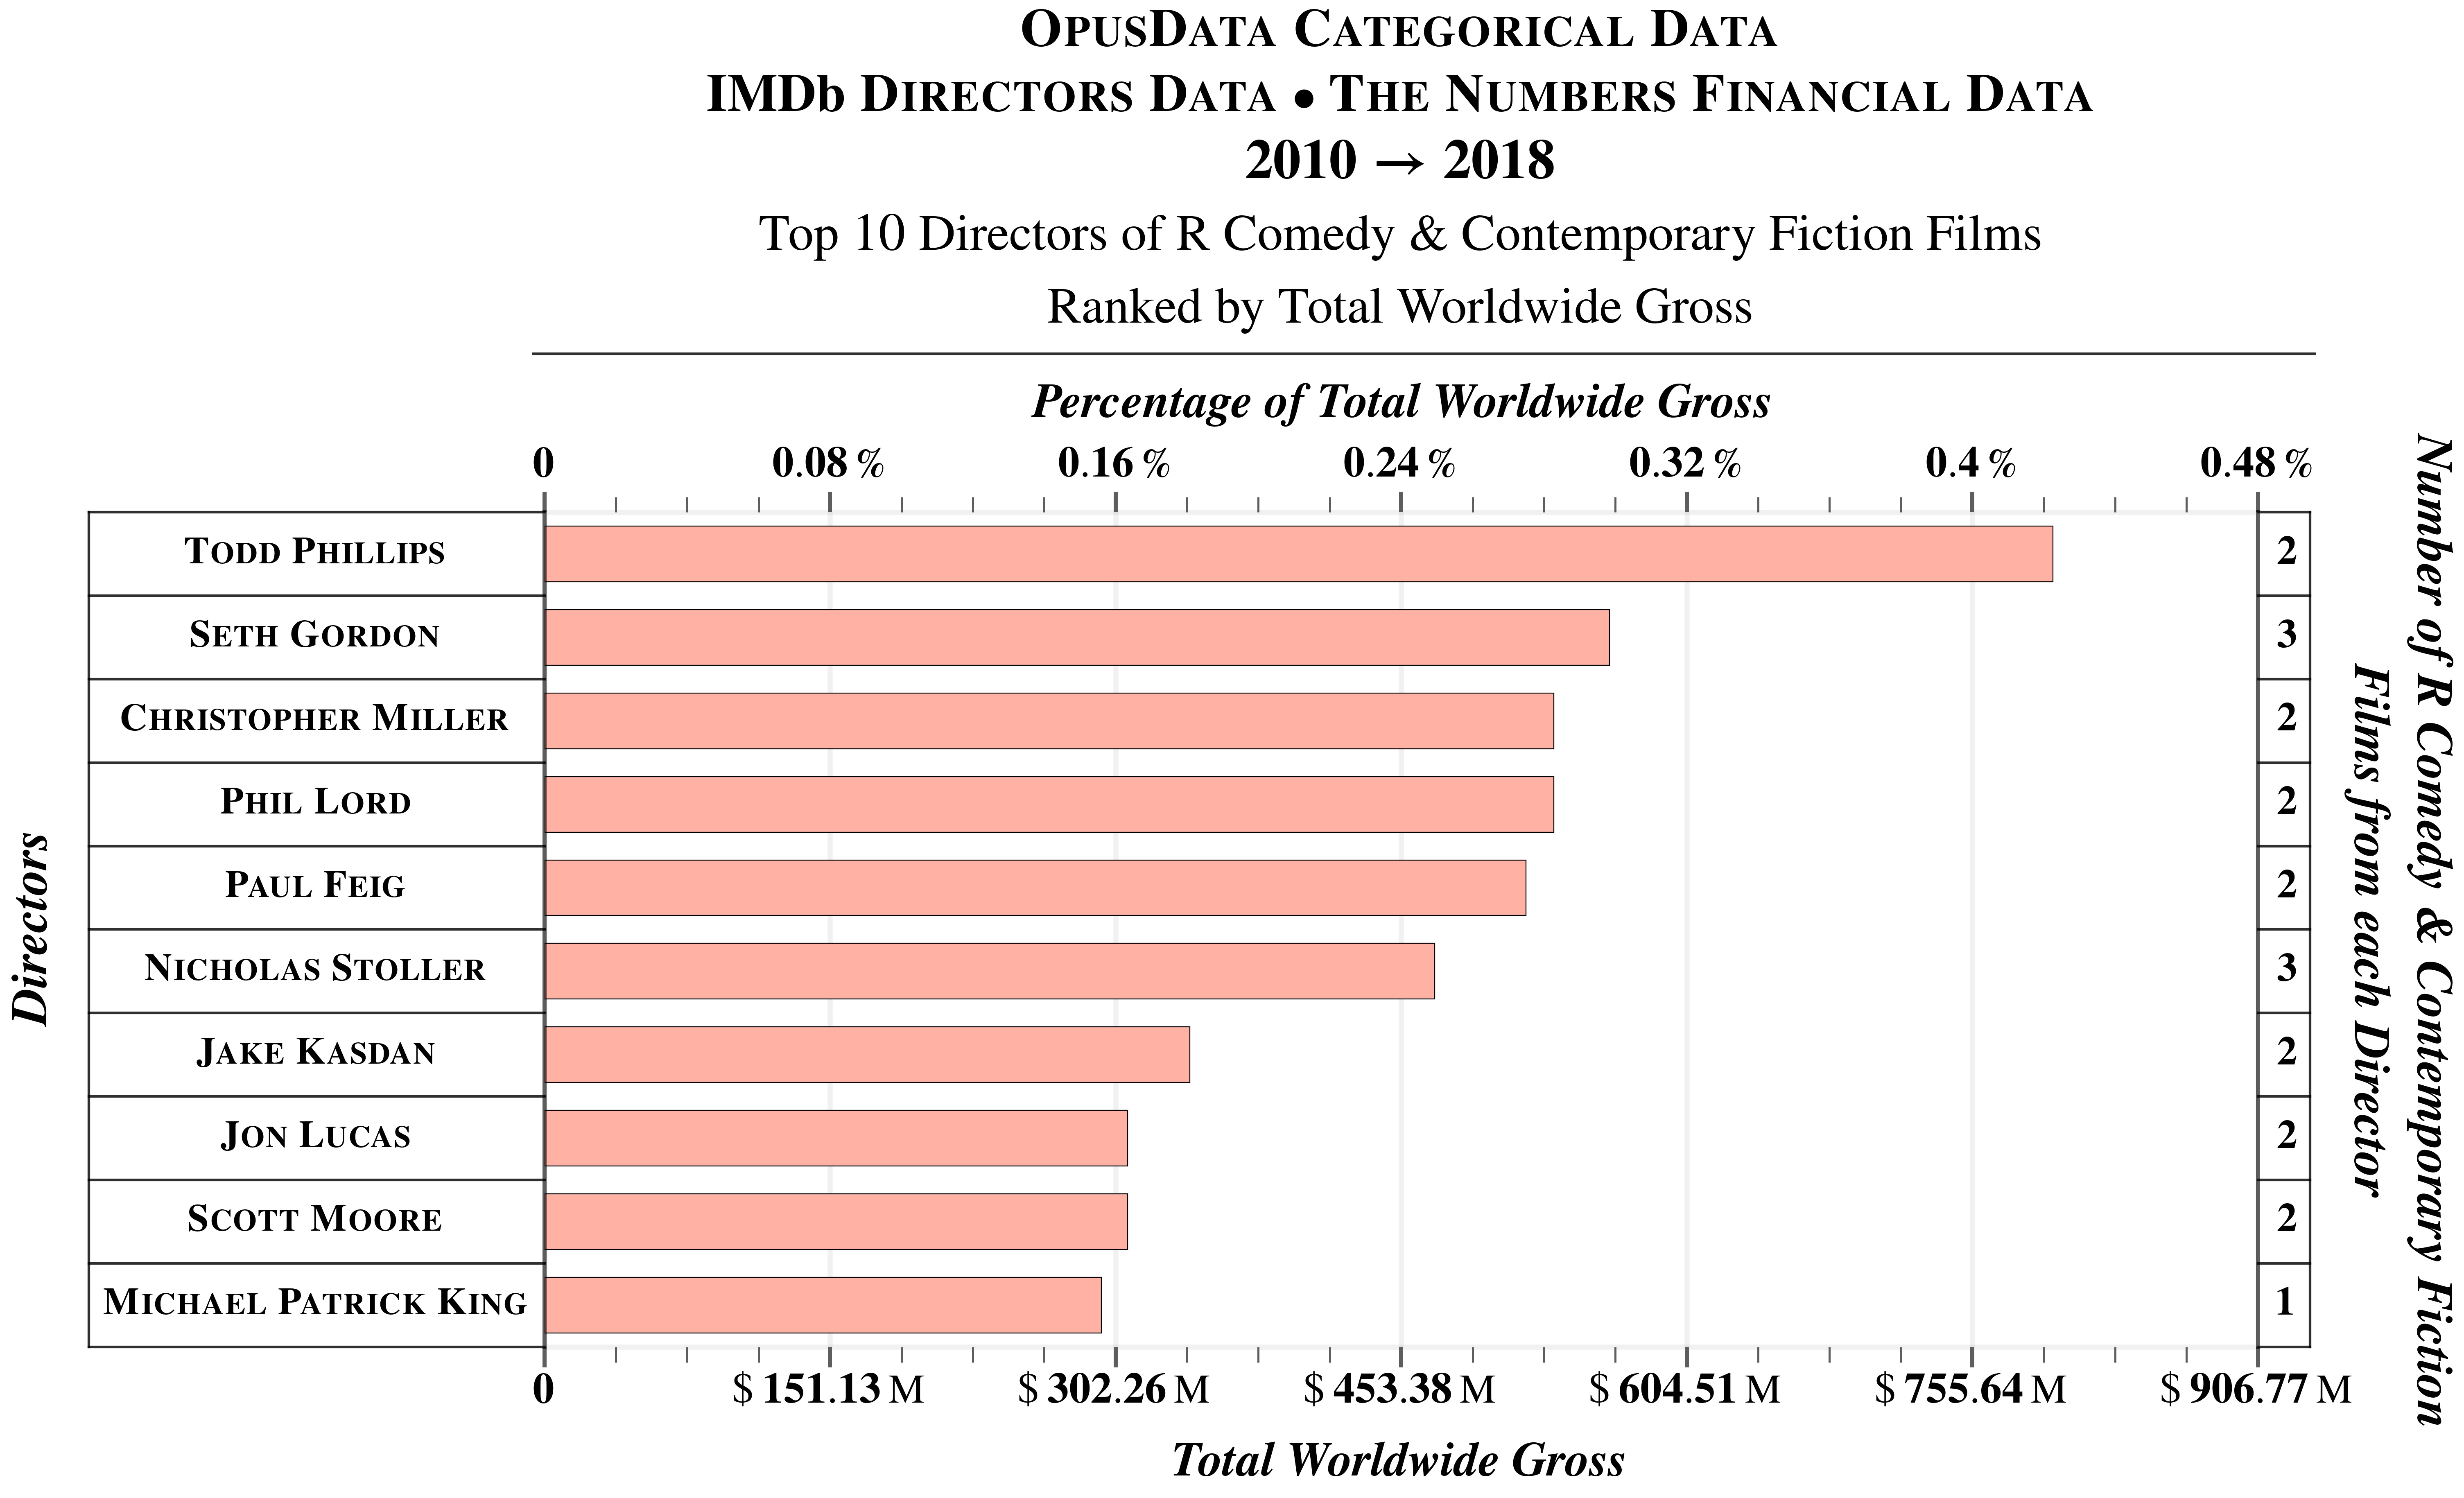 OpusData Categorical Data
IMDb Directors Data • The Numbers Financial Data
2010 → 2018
Top 10 Directors of R Comedy & Contemporary Fiction Films
Ranked by Total Worldwide Gross
Percentage of Total Worldwide Gross
0 0.08 % 0.16 % 0.24 % 0.32 % 0.4 % 0.48 %
Directors
Todd Phillips 2
Seth Gordon 3
Christopher Miller 2
Phil Lord 2
Paul Feig 2
Nicholas Stoller 3
Jake Kasdan 2
Jon Lucas 2
Scott Moore 2
Michael Patrick King 1
Number of R Comedy & Contemporary Fiction
Films from each Director
0 $ 151.13 M $ 302.26 M $ 453.38 M $ 604.51 M $ 755.64 M $ 906.77 M
Total Worldwide Gross